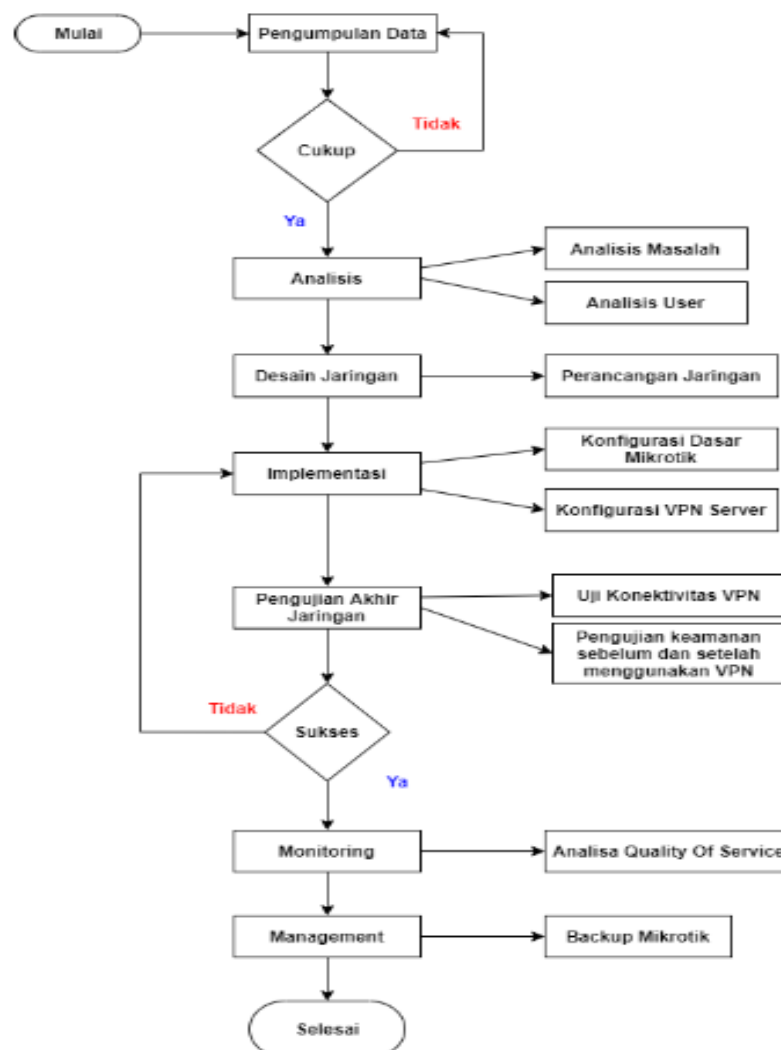 Mulai
Pengumpulan Data
Tidak
Cukup
Ya
Analisis
Analisis Masalah
Analisis User
Desain Jaringan
Perancangan Jaringan
Implementasi
Konfigurasi Dasar
Mikrotik
Konfigurasi VPN Server
Pengujian Akhir
Jaringan
Uji Konektivitas VPN
Pengujian keamanan
sebelum dan setelah
menggunakan VPN
Tidak
Sukses
Ya
Monitoring
Analisa Quality Of Service
Management
Backup Mikrotik
Selesai